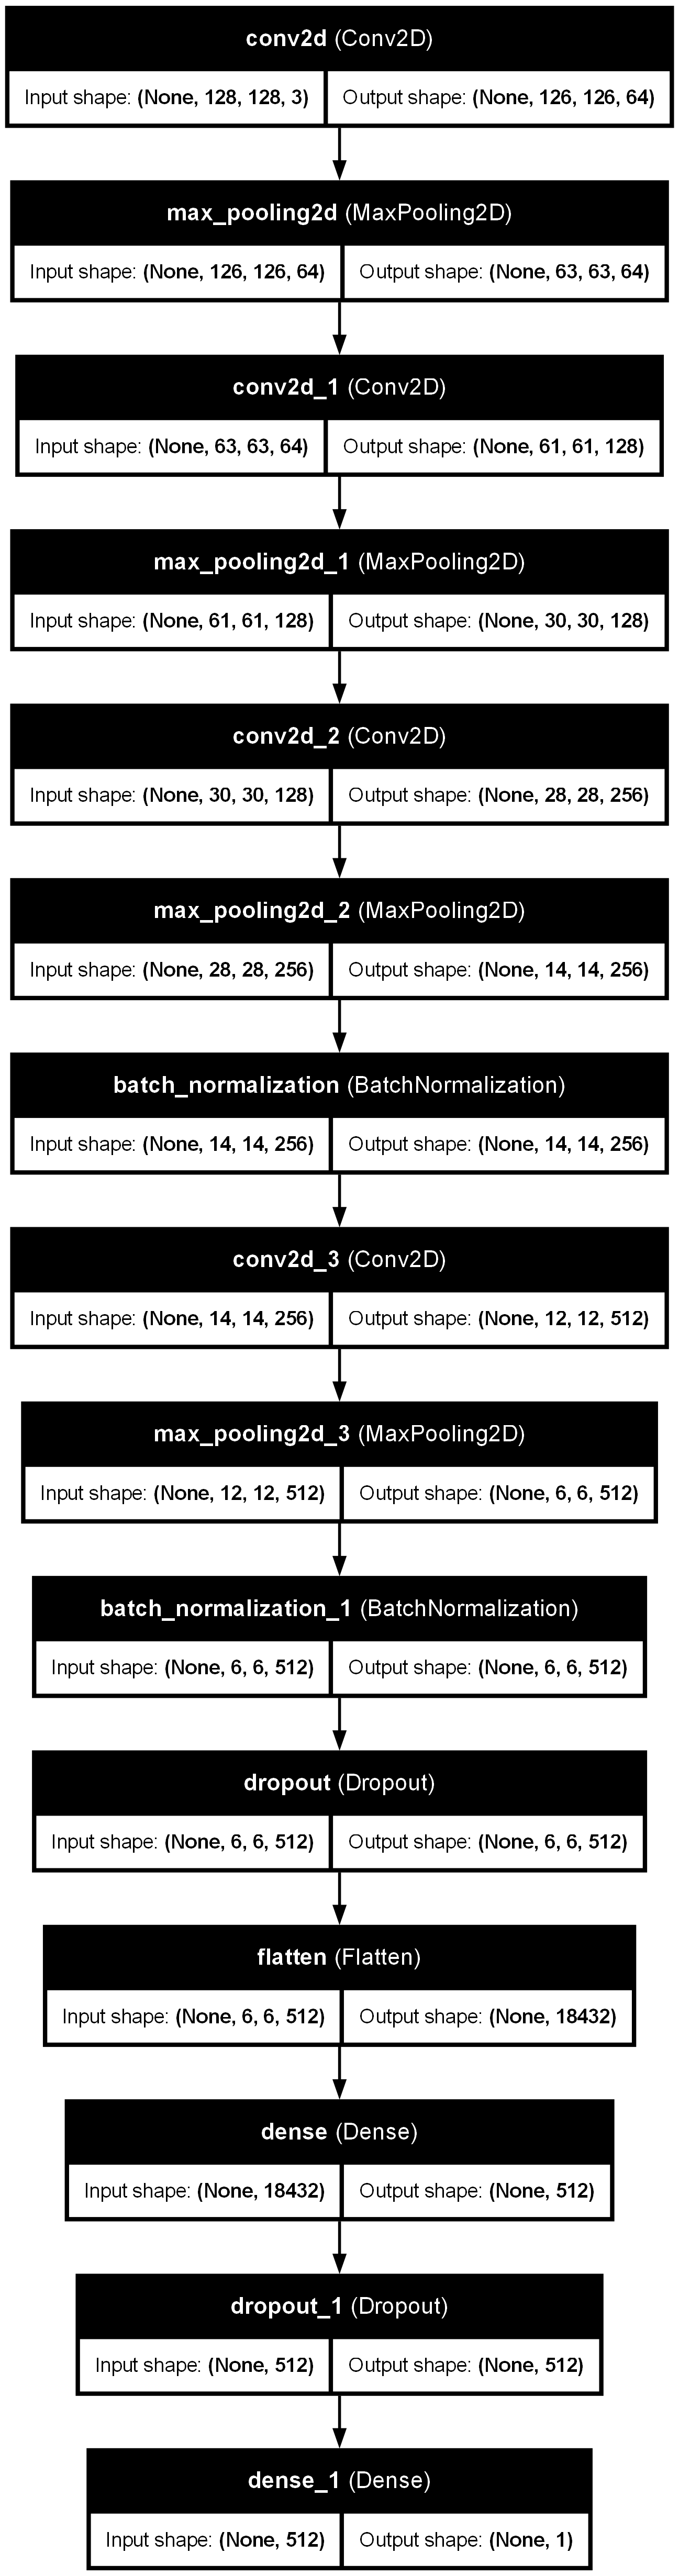 conv2d (Conv2D)
Input shape: (None, 128, 128, 3) Output shape: (None, 126, 126, 64)
max_pooling2d (MaxPooling2D)
Input shape: (None, 126, 126, 64) Output shape: (None, 63, 63, 64)
conv2d_1 (Conv2D)
Input shape: (None, 63, 63, 64) Output shape: (None, 61, 61, 128)
max_pooling2d_1 (MaxPooling2D)
Input shape: (None, 61, 61, 128) Output shape: (None, 30, 30, 128)
conv2d_2 (Conv2D)
Input shape: (None, 30, 30, 128) Output shape: (None, 28, 28, 256)
max_pooling2d_2 (MaxPooling2D)
Input shape: (None, 28, 28, 256) Output shape: (None, 14, 14, 256)
batch_normalization (BatchNormalization)
Input shape: (None, 14, 14, 256) Output shape: (None, 14, 14, 256)
conv2d_3 (Conv2D)
Input shape: (None, 14, 14, 256) Output shape: (None, 12, 12, 512)
max_pooling2d_3 (MaxPooling2D)
Input shape: (None, 12, 12, 512) Output shape: (None, 6, 6, 512)
batch_normalization_1 (BatchNormalization)
Input shape: (None, 6, 6, 512) Output shape: (None, 6, 6, 512)
dropout (Dropout)
Input shape: (None, 6, 6, 512) Output shape: (None, 6, 6, 512)
flatten (Flatten)
Input shape: (None, 6, 6, 512) Output shape: (None, 18432)
dense (Dense)
Input shape: (None, 18432) Output shape: (None, 512)
dropout_1 (Dropout)
Input shape: (None, 512) Output shape: (None, 512)
dense_1 (Dense)
Input shape: (None, 512) Output shape: (None, 1)